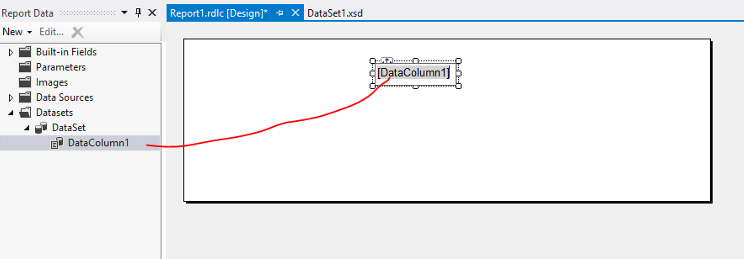 Report Data
New Edit...
Built-in Fields
Parameters
Images
Data Sources
Datasets
DataSet
DataColumn1
Report1.rdlc [Design]* DataSet1.xsd
[DataColumn1]